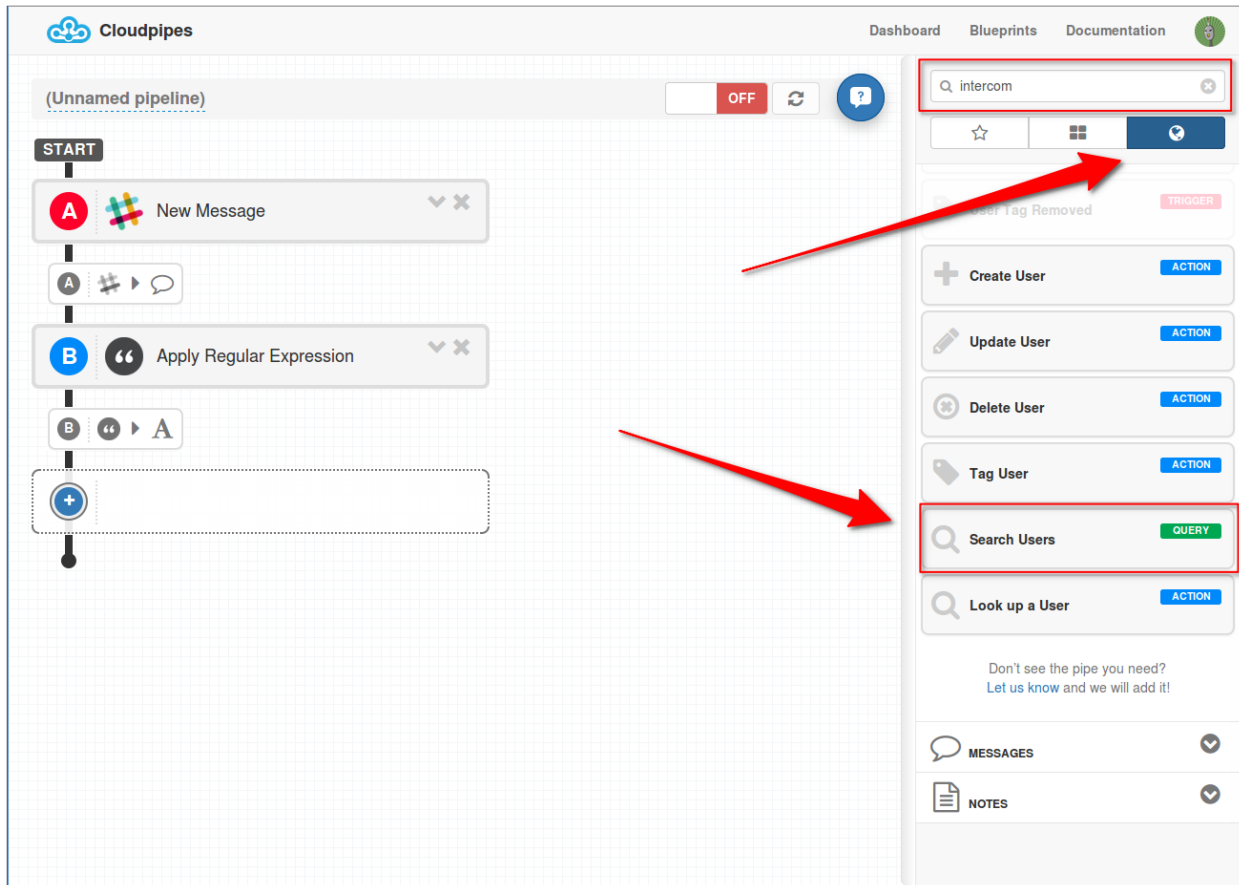 Cloudpipes
Dashboard Blueprints Documentation
(Unnamed pipeline)
OFF
?
START
A New Message
A
B Apply Regular Expression
B A
intercom
User Tag Removed TRIGGER
Create User ACTION
Update User ACTION
Delete User ACTION
Tag User ACTION
Search Users QUERY
Look up a User ACTION
Don't see the pipe you need?
Let us know and we will add it!
MESSAGES
NOTES